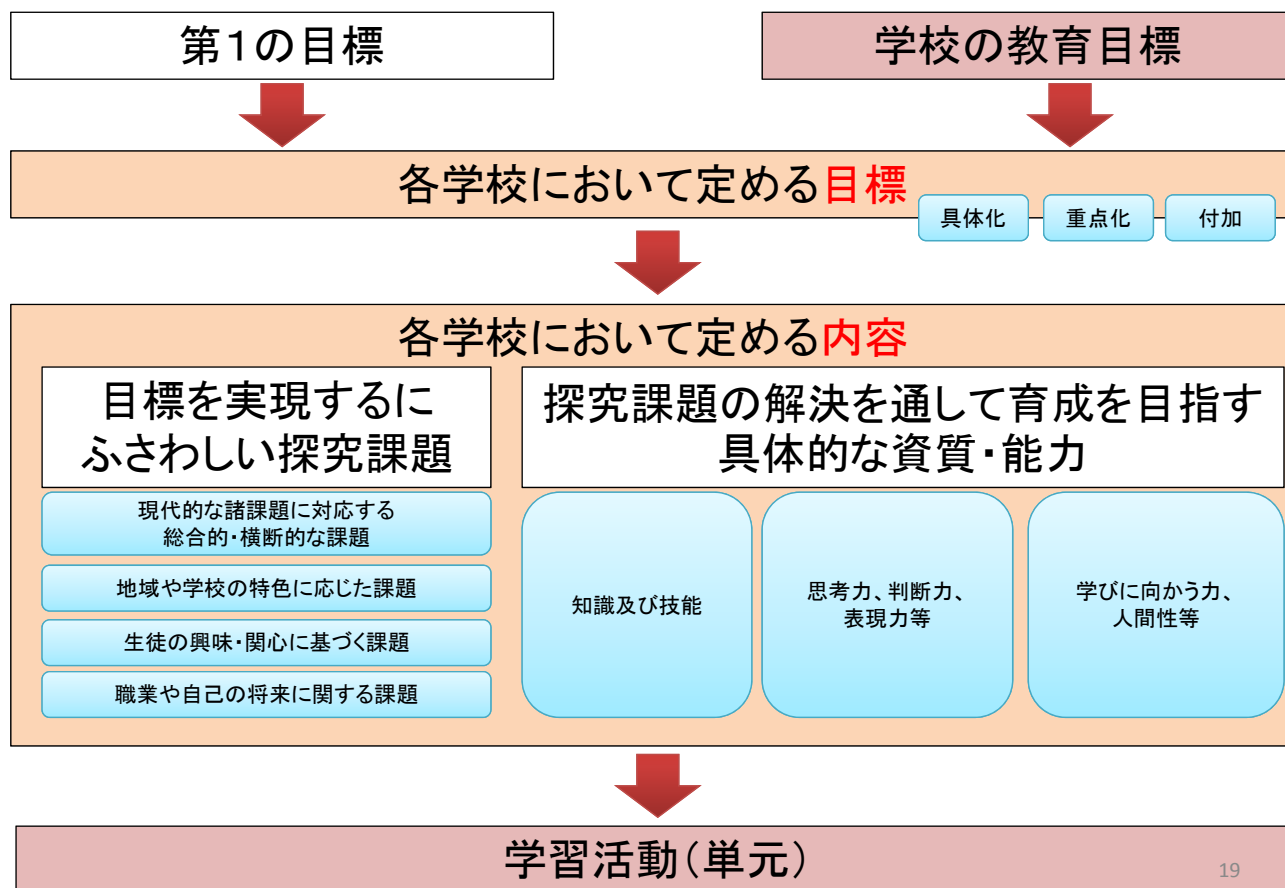 第1の目標
学校の教育目標
各学校において定める目標
具体化
重点化
付加
各学校において定める内容
目標を実現するに
ふさわしい探究課題
現代的な諸課題に対応する
総合的・横断的な課題
地域や学校の特色に応じた課題
生徒の興味・関心に基づく課題
職業や自己の将来に関する課題
探究課題の解決を通して育成を目指す
具体的な資質・能力
知識及び技能
思考力、判断力、
表現力等
学びに向かう力、
人間性等
学習活動(単元)
19